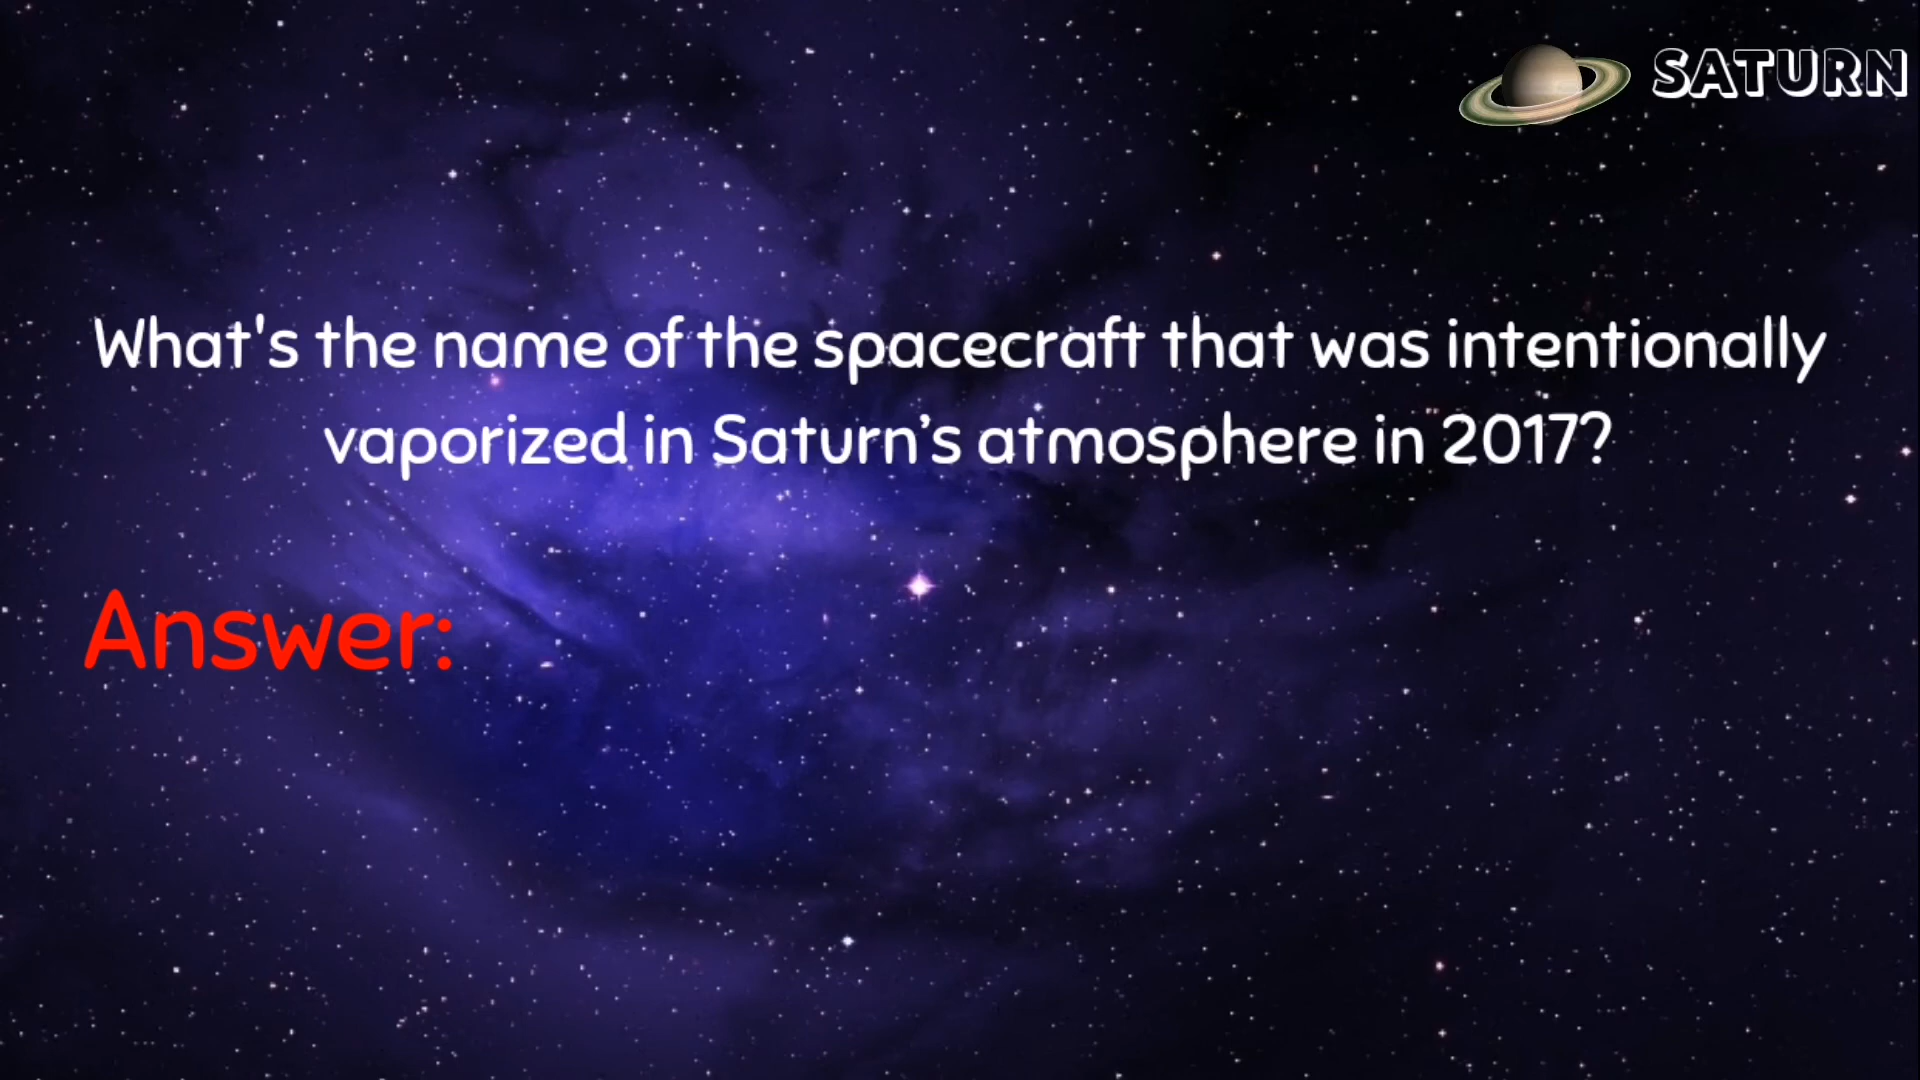 SATURN
What's the name of the spacecraft that was intentionally
vaporized in Saturn’s atmosphere in 2017?
Answer: